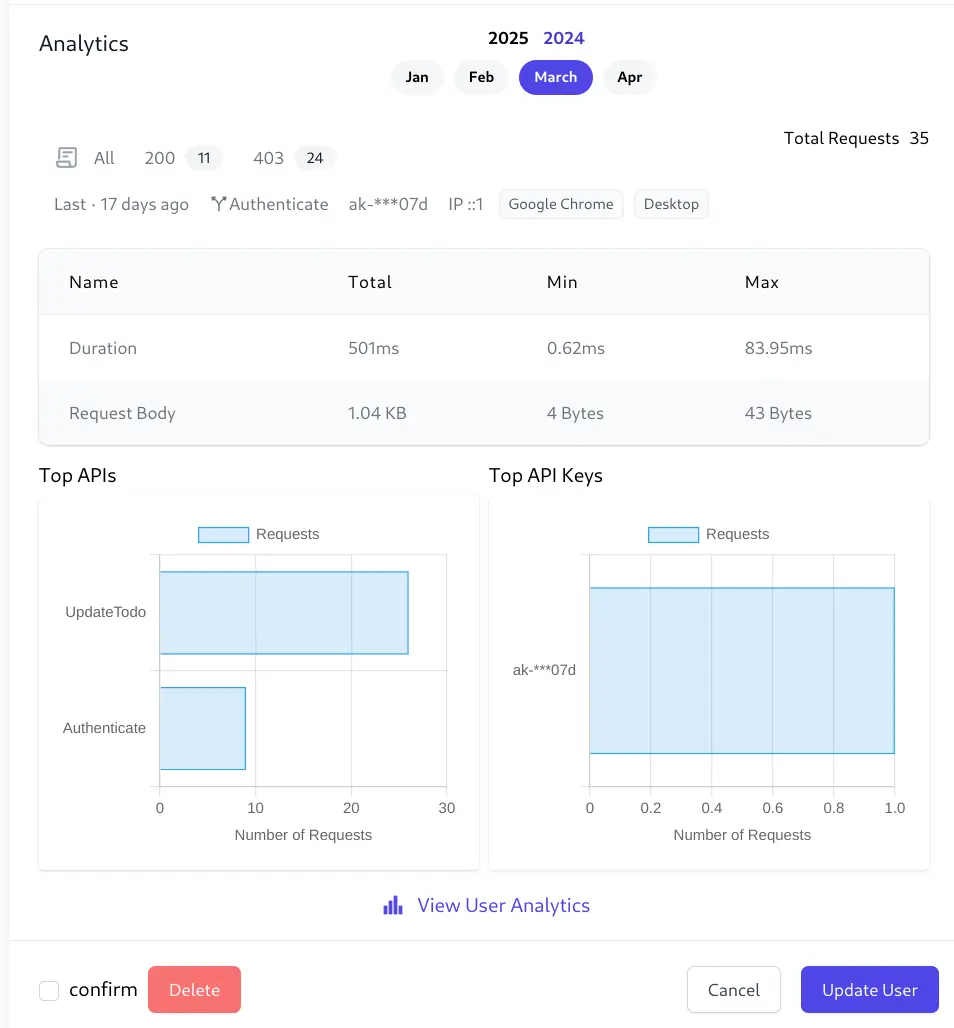 Analytics
2025 2024
Jan Feb March Apr
Total Requests 35
All 200 11 403 24
Last · 17 days ago Authenticate ak-***07d IP ::1 Google Chrome Desktop
Name Total Min Max
Duration 501ms 0.62ms 83.95ms
Request Body 1.04 KB 4 Bytes 43 Bytes
Top APIs
Requests
UpdateTodo
Authenticate
0 10 20 30
Number of Requests
Top API Keys
Requests
ak-***07d
0 0.2 0.4 0.6 0.8 1.0
Number of Requests
View User Analytics
confirm Delete Cancel Update User